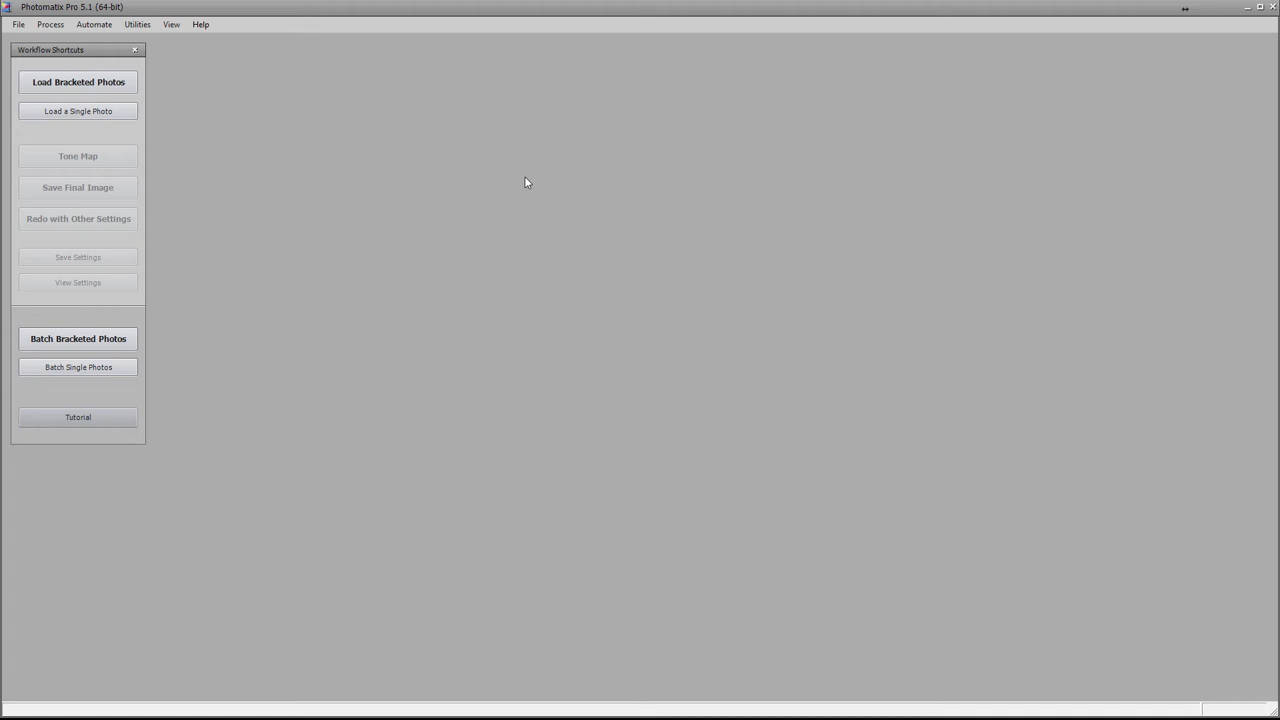 Photomatix Pro 5.1 (64-bit)
File Process Automate Utilities View Help
Workflow Shortcuts
Load Bracketed Photos
Load a Single Photo
Tone Map
Save Final Image
Redo with Other Settings
Save Settings
View Settings
Batch Bracketed Photos
Batch Single Photos
Tutorial